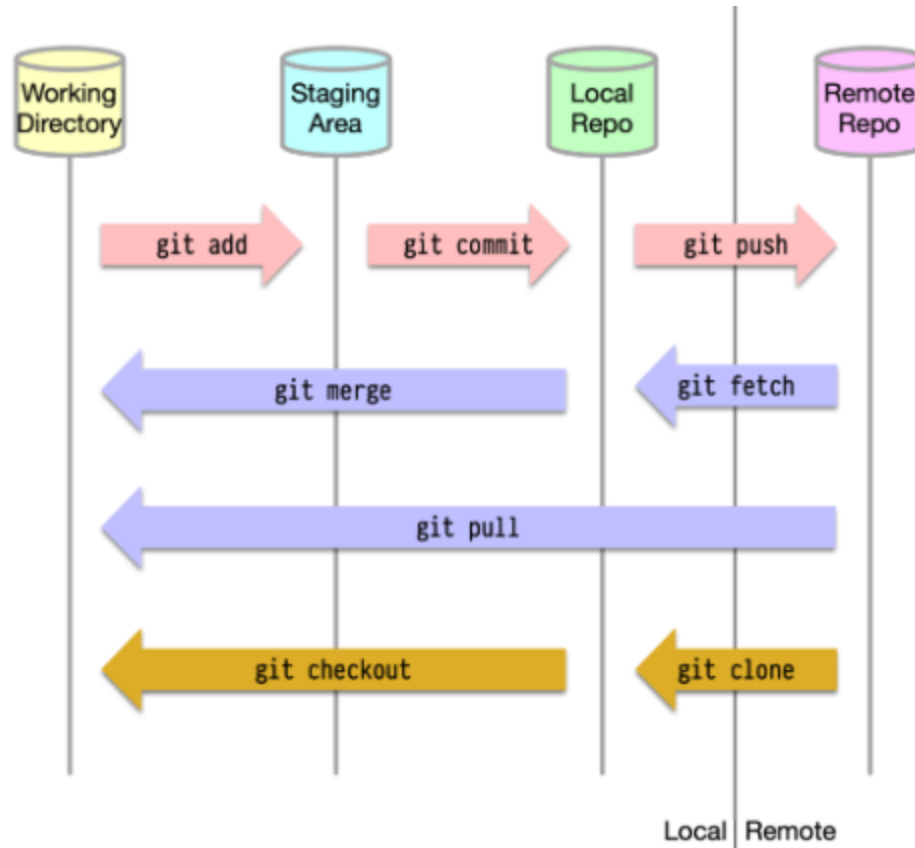 Working
Directory
Staging
Area
Local
Repo
Remote
Repo
git add
git commit
git push
git merge
git fetch
git pull
git checkout
git clone
Local
Remote